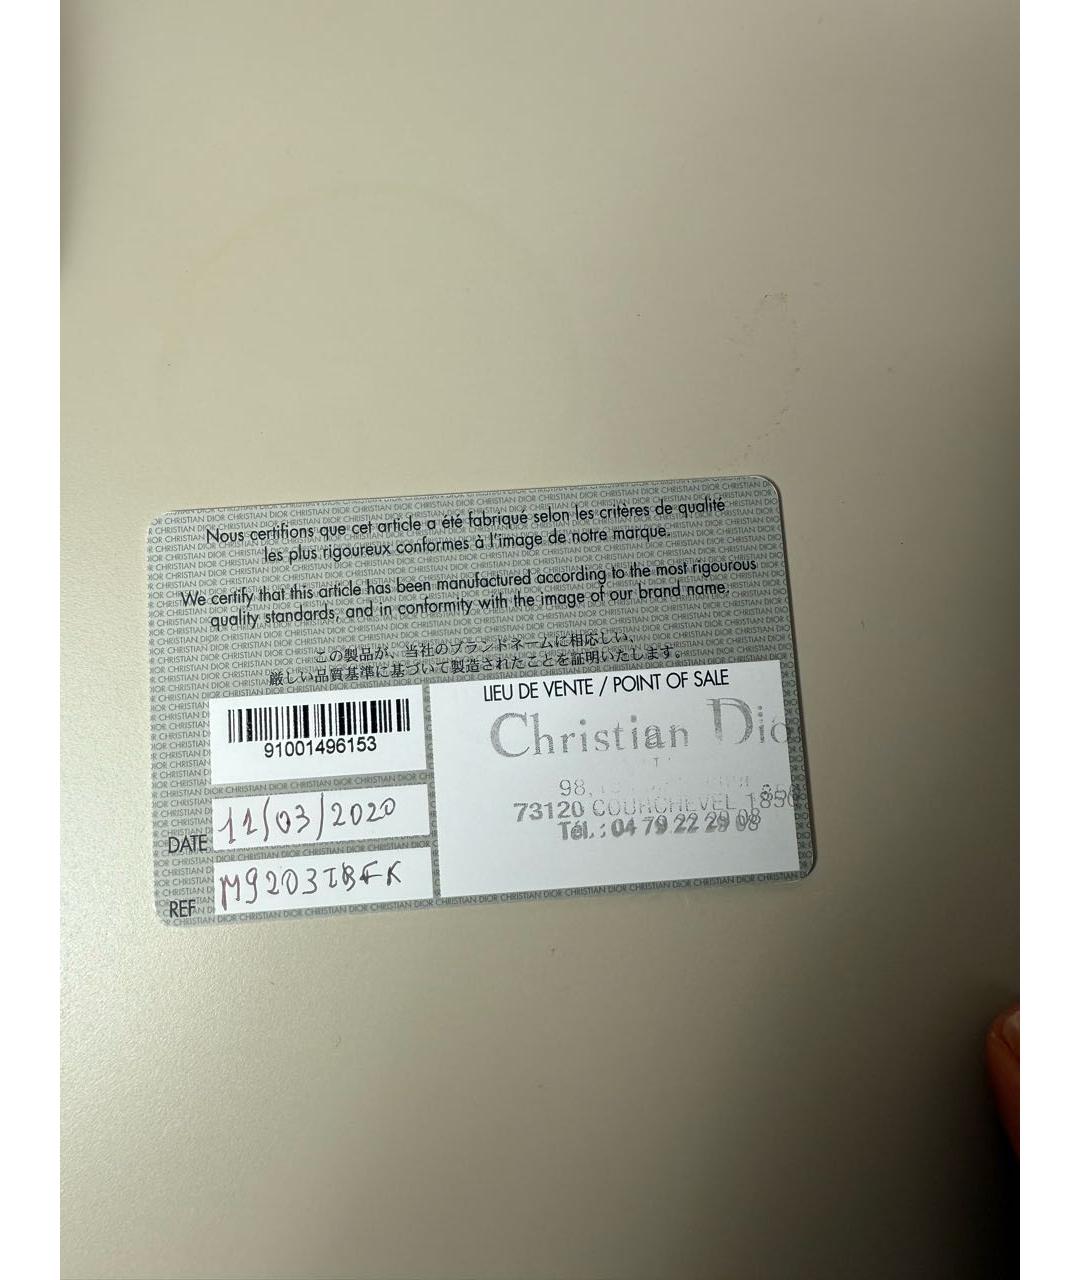 Nous certifions que cet article a été fabriqué selon les critères de qualité
les plus rigoureux conformes à l'image de notre marque.
We certify that this article has been manufactured according to the most rigourous
quality standards, and in conformity with the image of our brand name.
この製品が、当社のブランドネームに相応しい、
厳しい品質基準に基づいて製造されたことを証明いたします。
91001496153
DATE 11/03/2020
REF M9203IBFK
LIEU DE VENTE / POINT OF SALE
Christian Dio
98,
73120 COURCHEVEL 1850
Tél. : 04 79 22 29 08